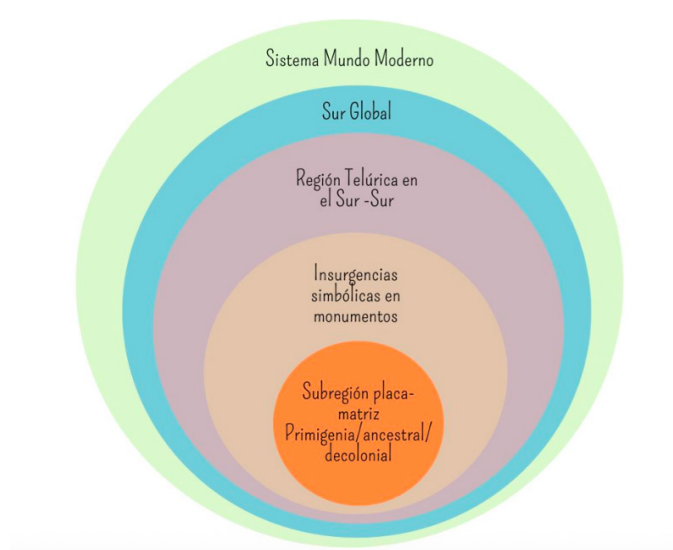 Sistema Mundo Moderno
Sur Global
Región Telúrica en
el Sur -Sur
Insurgencias
simbólicas en
monumentos
Subregión placa-
matriz
Primigenia/ancestral/
decolonial